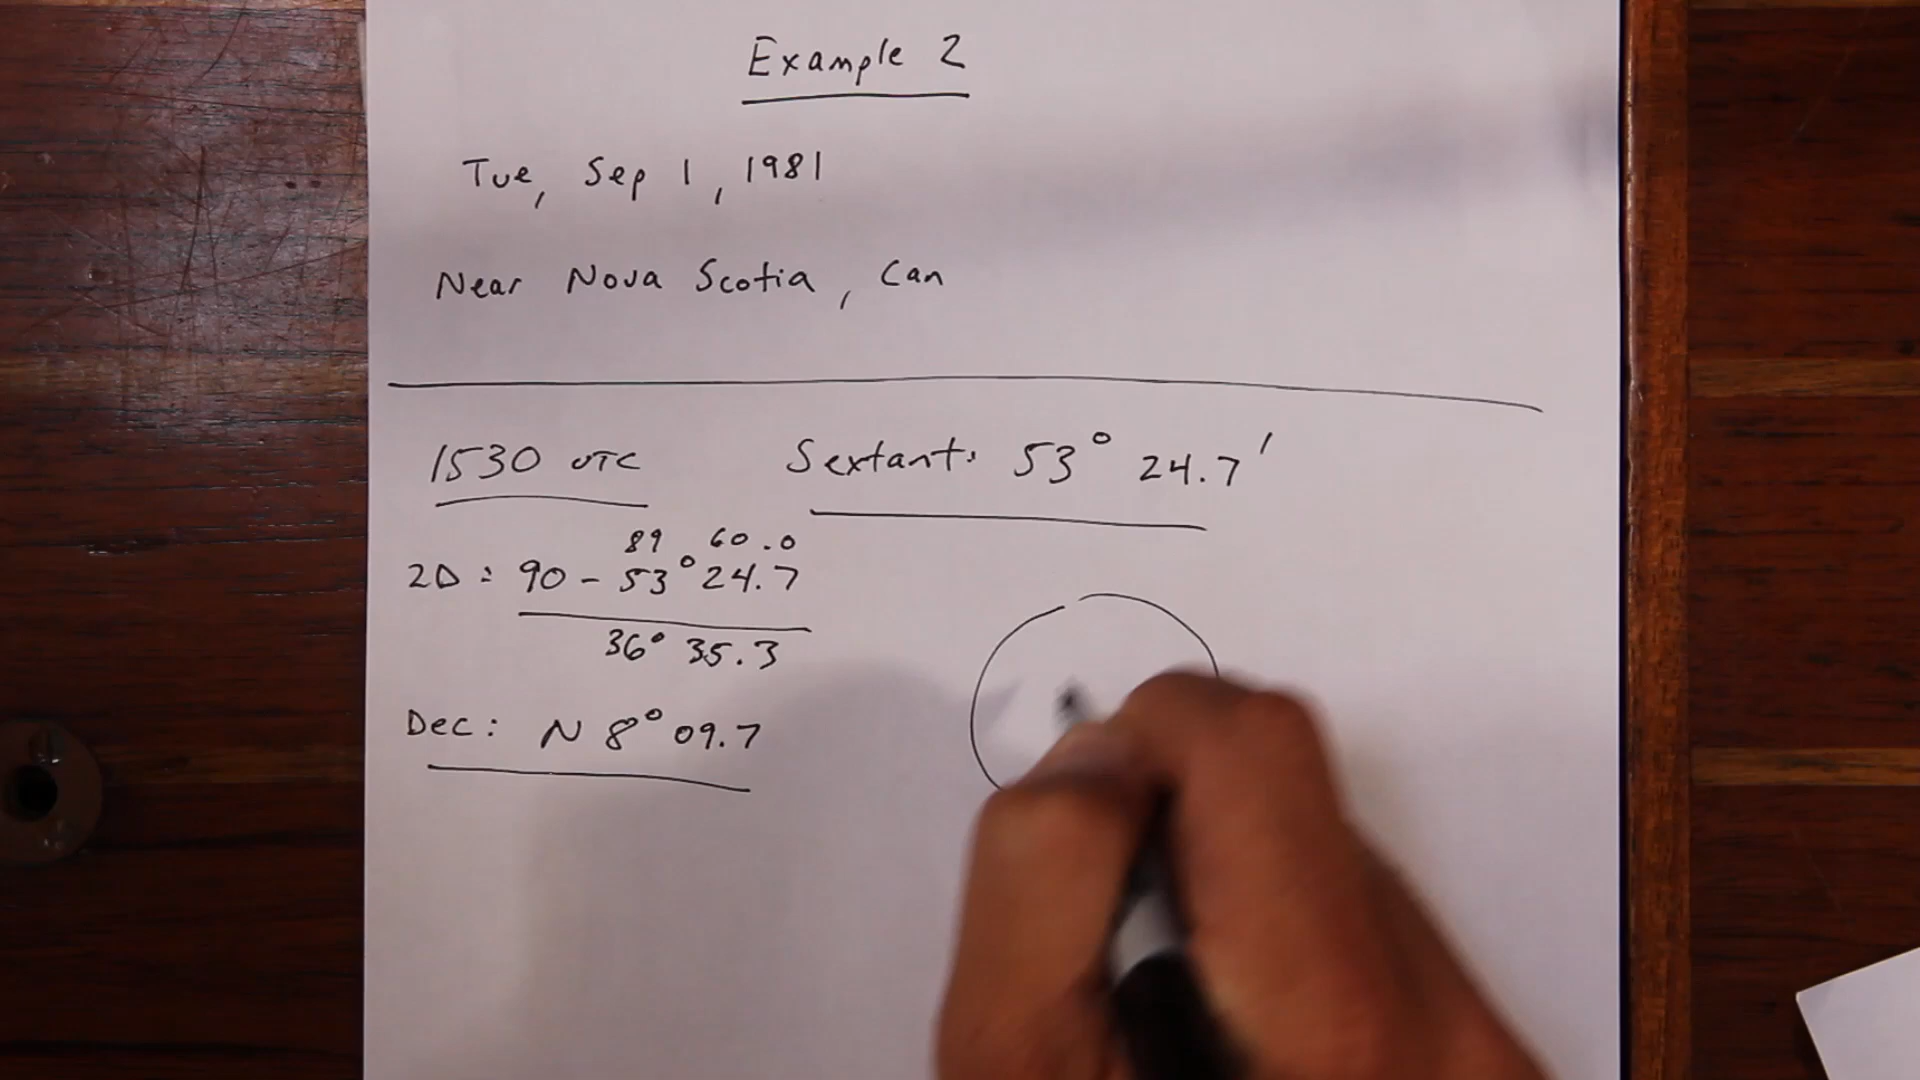 Example 2
Tue, Sep 1, 1981
Near Nova Scotia, Can
1530 UTC
Sextant: 53° 24.7'
89 60.0
ZD: 90 - 53° 24.7
36° 35.3
Dec: N 8° 09.7